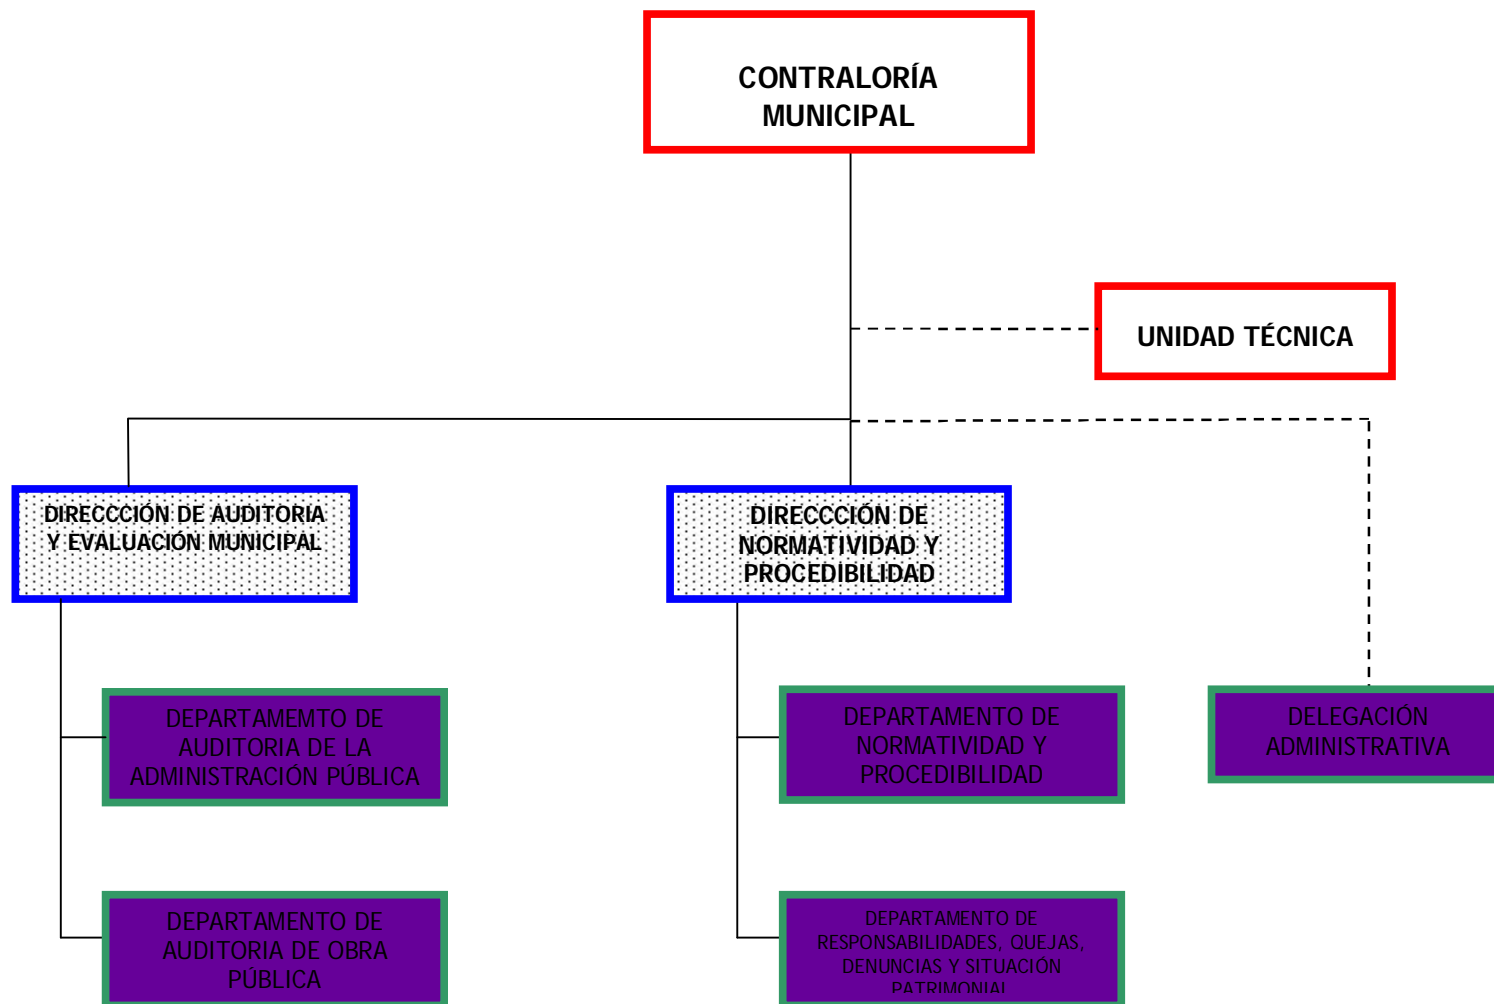 CONTRALORÍA
MUNICIPAL
UNIDAD TÉCNICA
DIRECCCIÓN DE AUDITORIA
Y EVALUACIÓN MUNICIPAL
DIRECCCIÓN DE
NORMATIVIDAD Y
PROCEDIBILIDAD
DEPARTAMEMTO DE
AUDITORIA DE LA
ADMINISTRACIÓN PÚBLICA
DEPARTAMENTO DE
NORMATIVIDAD Y
PROCEDIBILIDAD
DELEGACIÓN
ADMINISTRATIVA
DEPARTAMENTO DE
AUDITORIA DE OBRA
PÚBLICA
DEPARTAMENTO DE
RESPONSABILIDADES, QUEJAS,
DENUNCIAS Y SITUACIÓN
PATRIMONIAL